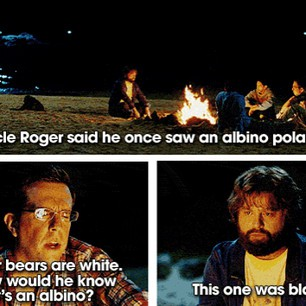 cle Roger said he once saw an albino pola
bears are white.
would he know
's an albino?
This one was bl